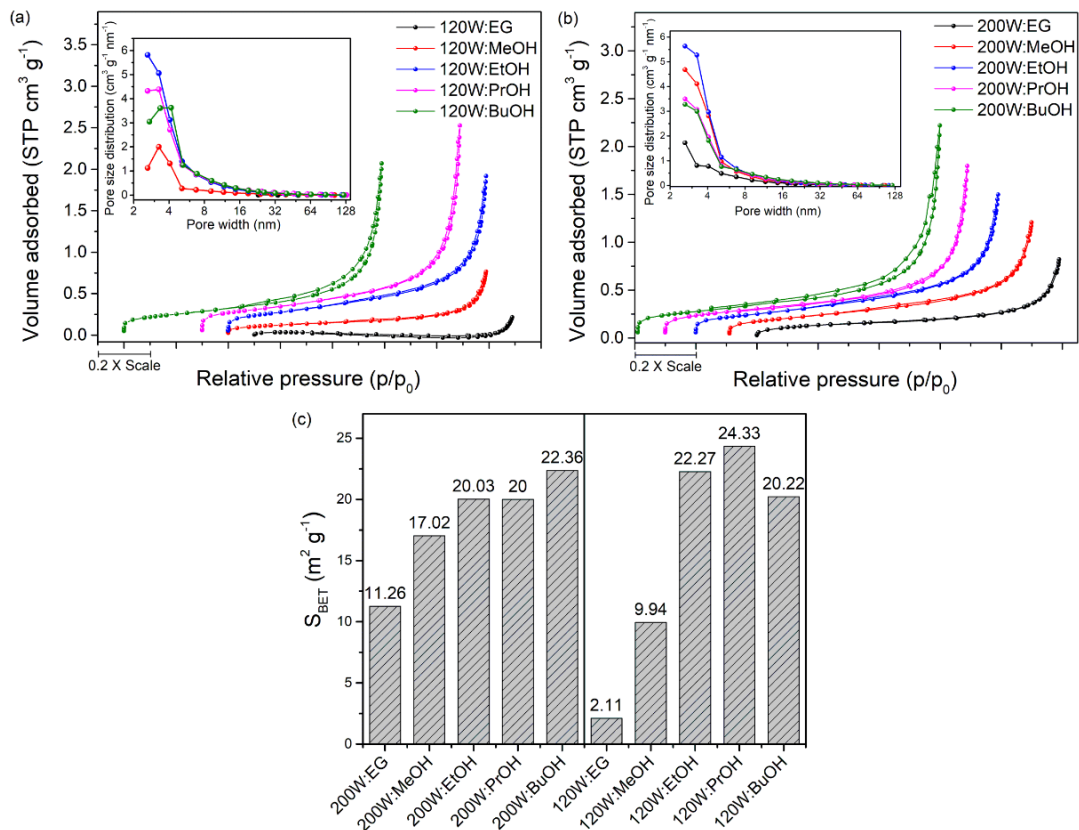 (a)
Volume adsorbed (STP cm³ g⁻¹)
3.5
3.0
2.5
2.0
1.5
1.0
0.5
0.0
Pore size distribution (cm³ g⁻¹ nm⁻¹)
6
5
4
3
2
1
0
2 4 8 16 32 64 128
Pore width (nm)
120W:EG
120W:MeOH
120W:EtOH
120W:PrOH
120W:BuOH
0.2 X Scale
Relative pressure (p/p₀)
(b)
Volume adsorbed (STP cm³ g⁻¹)
3.0
2.5
2.0
1.5
1.0
0.5
0.0
Pore size distribution (cm³ g⁻¹ nm⁻¹)
6
5
4
3
2
1
0
2 4 8 16 32 64 128
Pore width (nm)
200W:EG
200W:MeOH
200W:EtOH
200W:PrOH
200W:BuOH
0.2 X Scale
Relative pressure (p/p₀)
(c)
S_BET (m² g⁻¹)
25
20
15
10
5
0
11.26
17.02
20.03
20
22.36
2.11
9.94
22.27
24.33
20.22
200W:EG
200W:MeOH
200W:EtOH
200W:PrOH
200W:BuOH
120W:EG
120W:MeOH
120W:EtOH
120W:PrOH
120W:BuOH